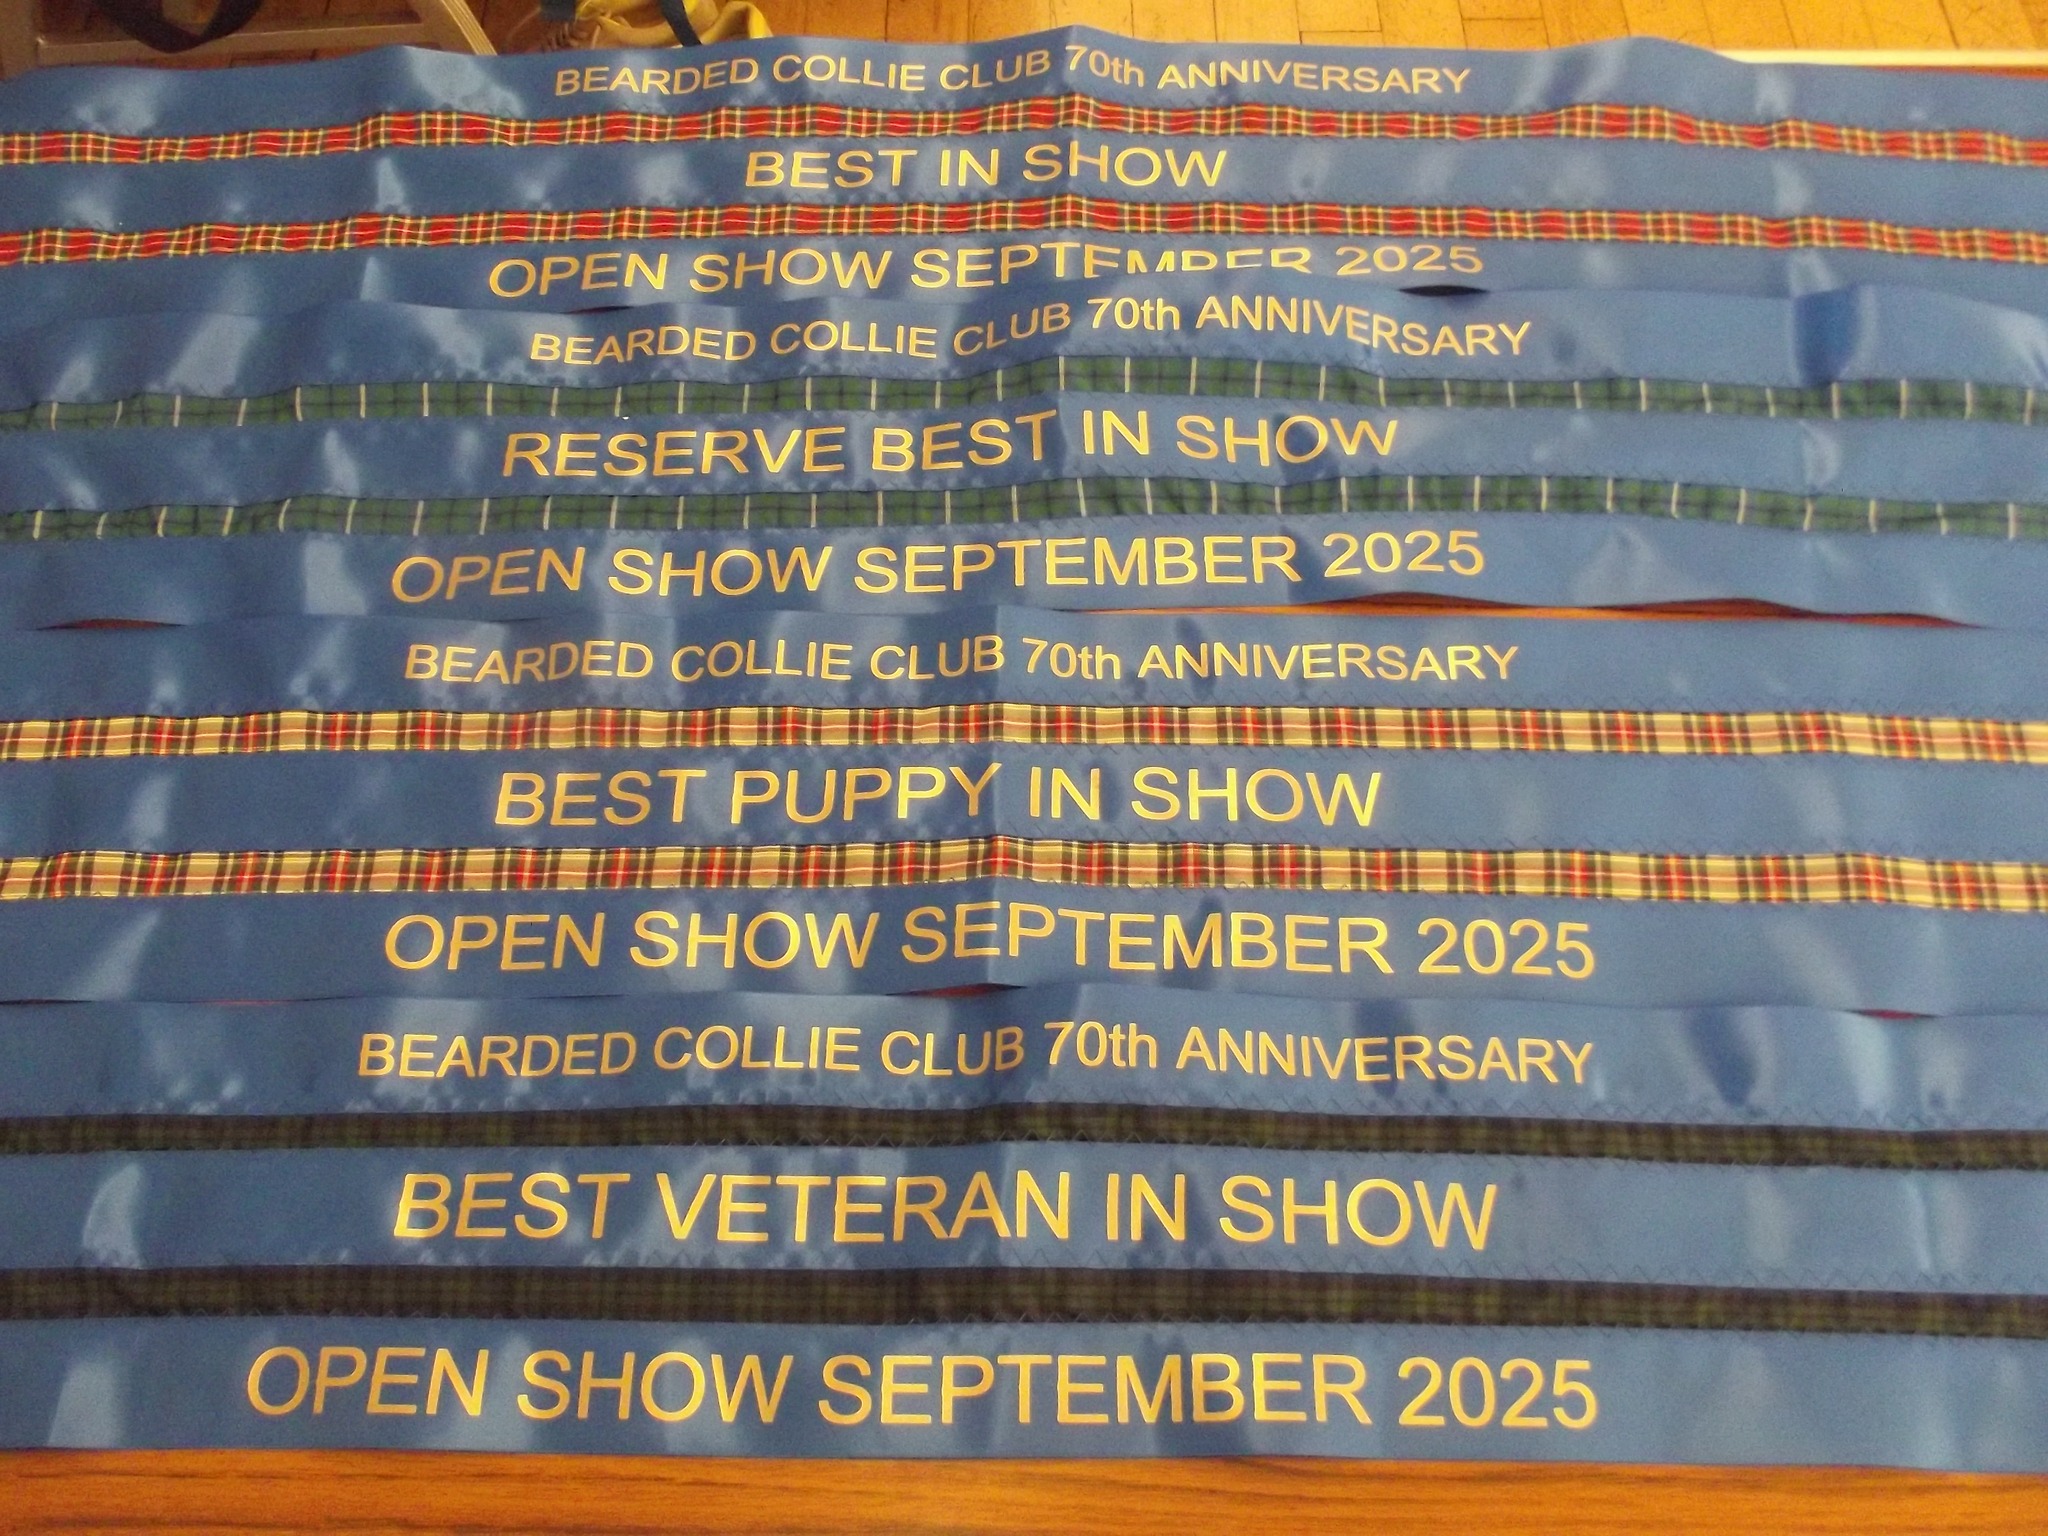 BEARDED COLLIE CLUB 70th ANNIVERSARY
BEST IN SHOW
OPEN SHOW SEPTEMBER 2025
BEARDED COLLIE CLUB 70th ANNIVERSARY
RESERVE BEST IN SHOW
OPEN SHOW SEPTEMBER 2025
BEARDED COLLIE CLUB 70th ANNIVERSARY
BEST PUPPY IN SHOW
OPEN SHOW SEPTEMBER 2025
BEARDED COLLIE CLUB 70th ANNIVERSARY
BEST VETERAN IN SHOW
OPEN SHOW SEPTEMBER 2025